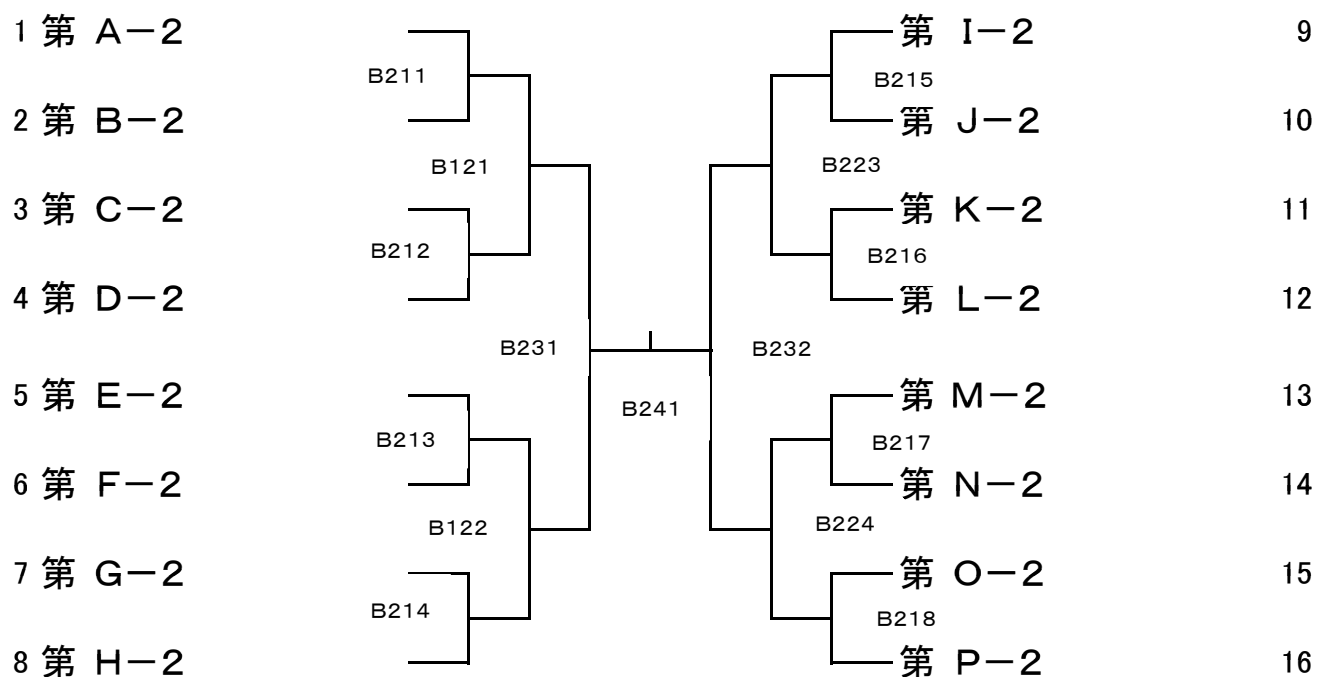 1 第 A－2 第 I－2 9
B211 B215
2 第 B－2 第 J－2 10
B121 B223
3 第 C－2 第 K－2 11
B212 B216
4 第 D－2 第 L－2 12
B231 B232
5 第 E－2 第 M－2 13
B241
B213 B217
6 第 F－2 第 N－2 14
B122 B224
7 第 G－2 第 O－2 15
B214 B218
8 第 H－2 第 P－2 16